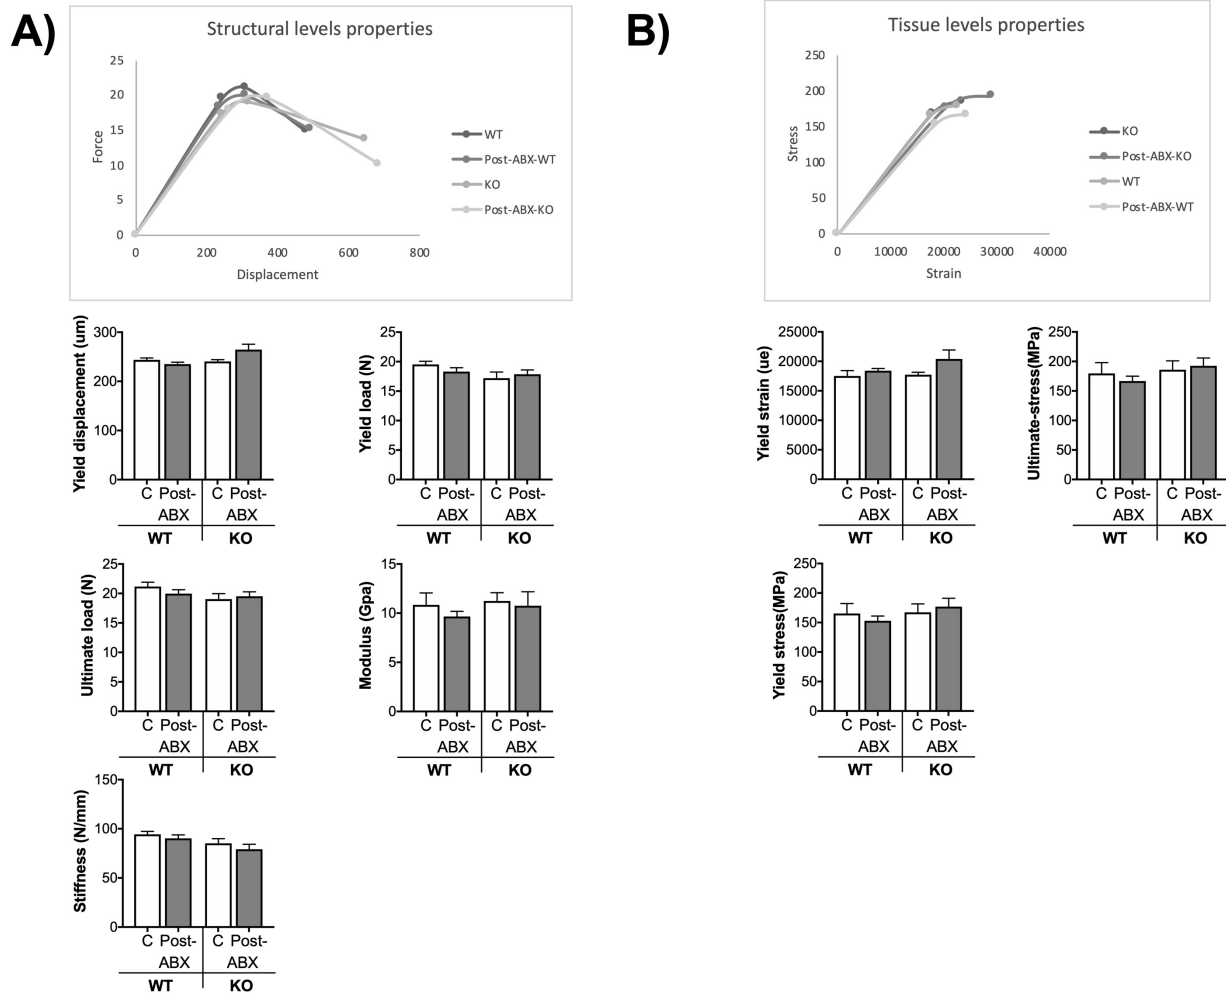 A)
Structural levels properties
25
20
15
10
5
0
Force
0 200 400 600 800
Displacement
WT
Post-ABX-WT
KO
Post-ABX-KO
B)
Tissue levels properties
250
200
150
100
50
0
Stress
0 10000 20000 30000 40000
Strain
KO
Post-ABX-KO
WT
Post-ABX-WT
Yield displacement (um)
300
200
100
0
C Post- C Post-
ABX ABX
WT KO
Yield load (N)
25
20
15
10
5
0
C Post- C Post-
ABX ABX
WT KO
Yield strain (ue)
25000
20000
15000
10000
5000
0
C Post- C Post-
ABX ABX
WT KO
Ultimate-stress(MPa)
250
200
150
100
50
0
C Post- C Post-
ABX ABX
WT KO
Ultimate load (N)
25
20
15
10
5
0
C Post- C Post-
ABX ABX
WT KO
Modulus (Gpa)
15
10
5
0
C Post- C Post-
ABX ABX
WT KO
Yield stress(MPa)
250
200
150
100
50
0
C Post- C Post-
ABX ABX
WT KO
Stiffness (N/mm)
150
100
50
0
C Post- C Post-
ABX ABX
WT KO